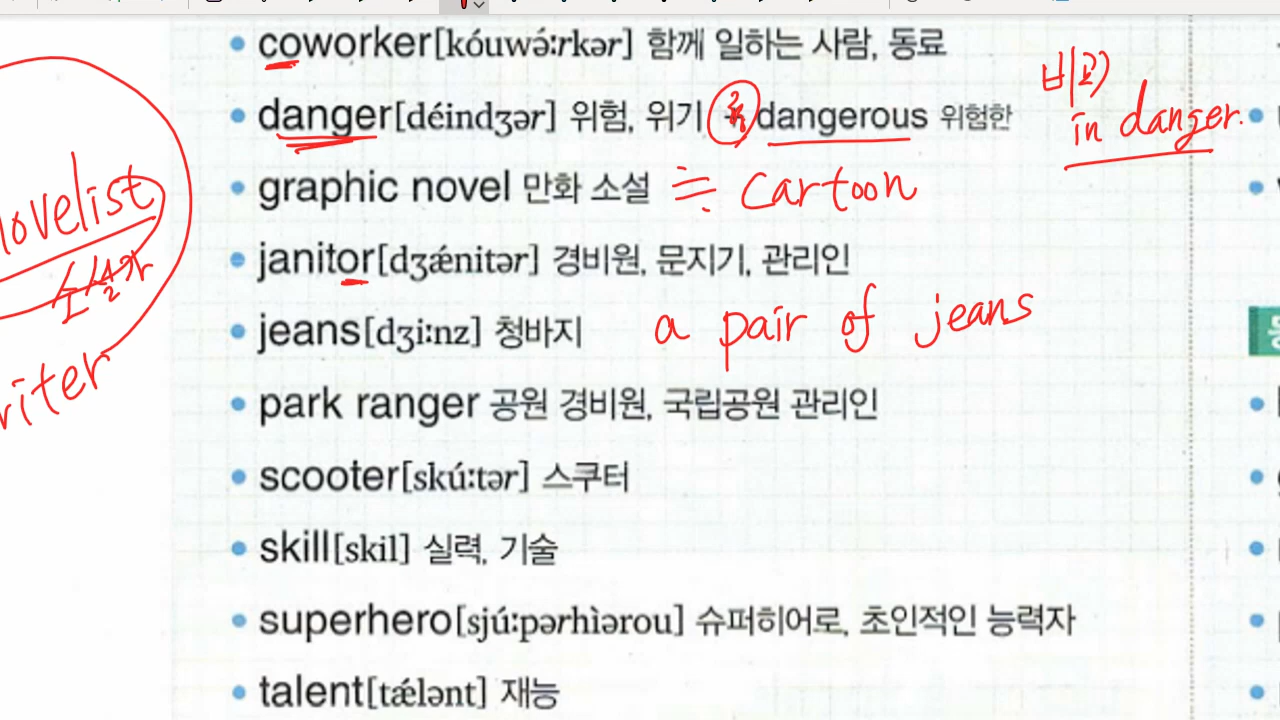 coworker[kóuwə́ːrkər] 함께 일하는 사람, 동료
비교)
danger[déindʒər] 위험, 위기 dangerous 위험한 in danger.
graphic novel 만화 소설 ≒ cartoon
novelist
janitor[dʒǽnitər] 경비원, 문지기, 관리인
소설가
jeans[dʒiːnz] 청바지 a pair of jeans
park ranger 공원 경비원, 국립공원 관리인
scooter[skúːtər] 스쿠터
skill[skil] 실력, 기술
superhero[sjúːpərhìərou] 슈퍼히어로, 초인적인 능력자
talent[tǽlənt] 재능